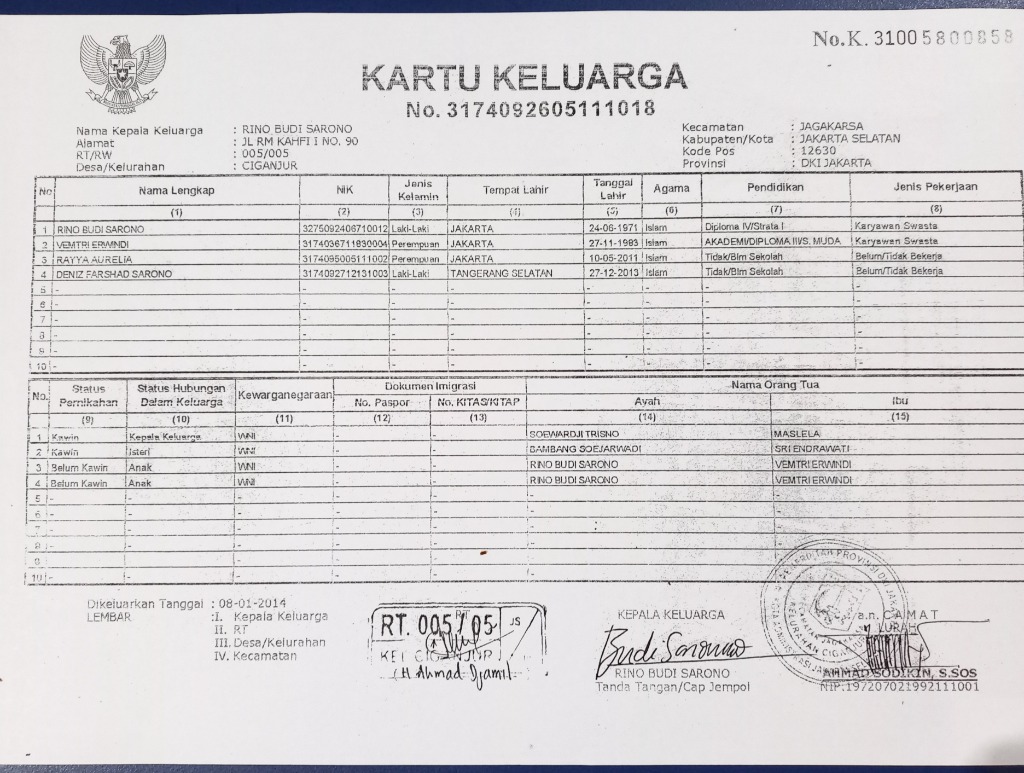 No.K. 31005800858
KARTU KELUARGA
No. 3174092605111018
Nama Kepala Keluarga : RINO BUDI SARONO
Alamat : JL RM KAHFI I NO. 90
RT/RW : 005/005
Desa/Kelurahan : CIGANJUR
Kecamatan : JAGAKARSA
Kabupaten/Kota : JAKARTA SELATAN
Kode Pos : 12630
Provinsi : DKI JAKARTA
No Nama Lengkap NIK Jenis Kelamin Tempat Lahir Tanggal Lahir Agama Pendidikan Jenis Pekerjaan
(1) (2) (3) (4) (5) (6) (7) (8)
1 RINO BUDI SARONO 3275092406710012 Laki-Laki JAKARTA 24-06-1971 Islam Diploma IV/Strata I Karyawan Swasta
2 VEMTRI ERWINDI 3174036711830004 Perempuan JAKARTA 27-11-1983 Islam AKADEMI/DIPLOMA III/S. MUDA Karyawan Swasta
3 RAYYA AURELIA 3174095005111002 Perempuan JAKARTA 10-05-2011 Islam Tidak/Blm Sekolah Belum/Tidak Bekerja
4 DENIZ FARSHAD SARONO 3174092712131003 Laki-Laki TANGERANG SELATAN 27-12-2013 Islam Tidak/Blm Sekolah Belum/Tidak Bekerja
5 - - - - - - - -
6 - - - - - - - -
7 - - - - - - - -
8 - - - - - - - -
9 - - - - - - - -
10 - - - - - - - -
No. Status Pernikahan Status Hubungan Dalam Keluarga Kewarganegaraan Dokumen Imigrasi Nama Orang Tua
No. Paspor No. KITAS/KITAP Ayah Ibu
(9) (10) (11) (12) (13) (14) (15)
1 Kawin Kepala Keluarga WNI - - SOEWARDJI TRISNO MASLELA
2 Kawin Isteri WNI - - BAMBANG SOEJARWADI SRI ENDRAWATI
3 Belum Kawin Anak WNI - - RINO BUDI SARONO VEMTRI ERWINDI
4 Belum Kawin Anak WNI - - RINO BUDI SARONO VEMTRI ERWINDI
5 - - - - - - -
6 - - - - - - -
7 - - - - - - -
8 - - - - - - -
9 - - - - - - -
10 - - - - - - -
Dikeluarkan Tanggal : 08-01-2014
LEMBAR : I. Kepala Keluarga
II. RT
III. Desa/Kelurahan
IV. Kecamatan
RT
RT. 005/05 JS
KEL CIGANJUR
(H Ahmad Djamil
KEPALA KELUARGA
Budi Sarono
RINO BUDI SARONO
Tanda Tangan/Cap Jempol
a.n. CAMAT
LURAH
KELURAHAN CIGANJUR
AHMAD SODIKIN, S.SOS
NIP.197207021992111001